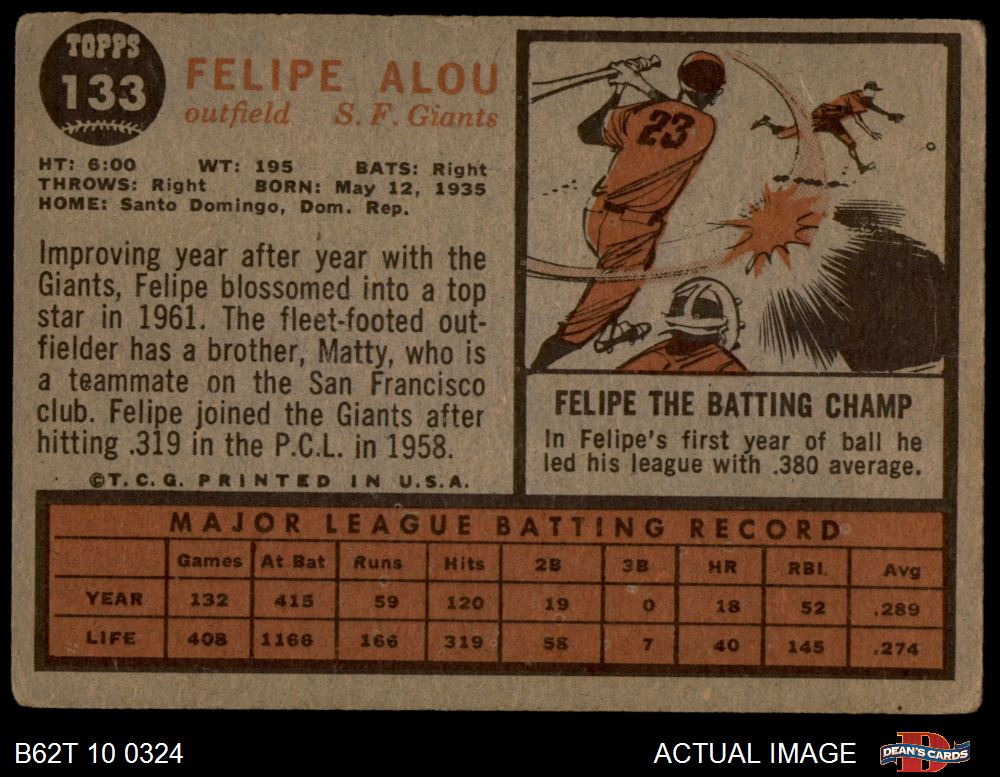 TOPPS
133
FELIPE ALOU
outfield S. F. Giants
HT: 6:00 WT: 195 BATS: Right
THROWS: Right BORN: May 12, 1935
HOME: Santo Domingo, Dom. Rep.
Improving year after year with the
Giants, Felipe blossomed into a top
star in 1961. The fleet-footed out-
fielder has a brother, Matty, who is
a teammate on the San Francisco
club. Felipe joined the Giants after
hitting .319 in the P.C.L. in 1958.
©T. C. G. PRINTED IN U.S.A.
23
FELIPE THE BATTING CHAMP
In Felipe's first year of ball he
led his league with .380 average.
MAJOR LEAGUE BATTING RECORD
Games At Bat Runs Hits 2B 3B HR RBI. Avg
YEAR 132 415 59 120 19 0 18 52 .289
LIFE 408 1166 166 319 58 7 40 145 .274
B62T 10 0324 ACTUAL IMAGE DEAN'S CARDS